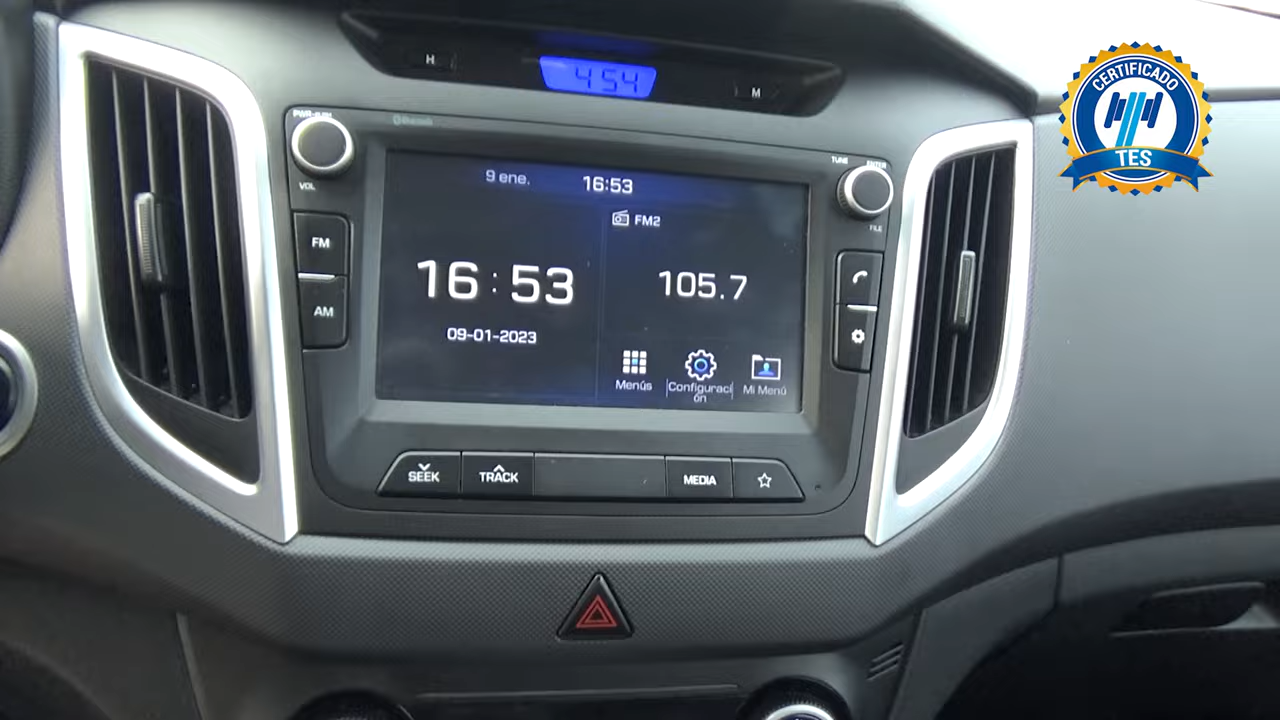 H
4:54
M
CERTIFICADO
TES
VOL
TUNE
ENTER
FILE
9 ene.
16:53
FM2
FM
AM
16:53
105.7
09-01-2023
Menús
Configuraci
ón
Mi Menú
SEEK
TRACK
MEDIA